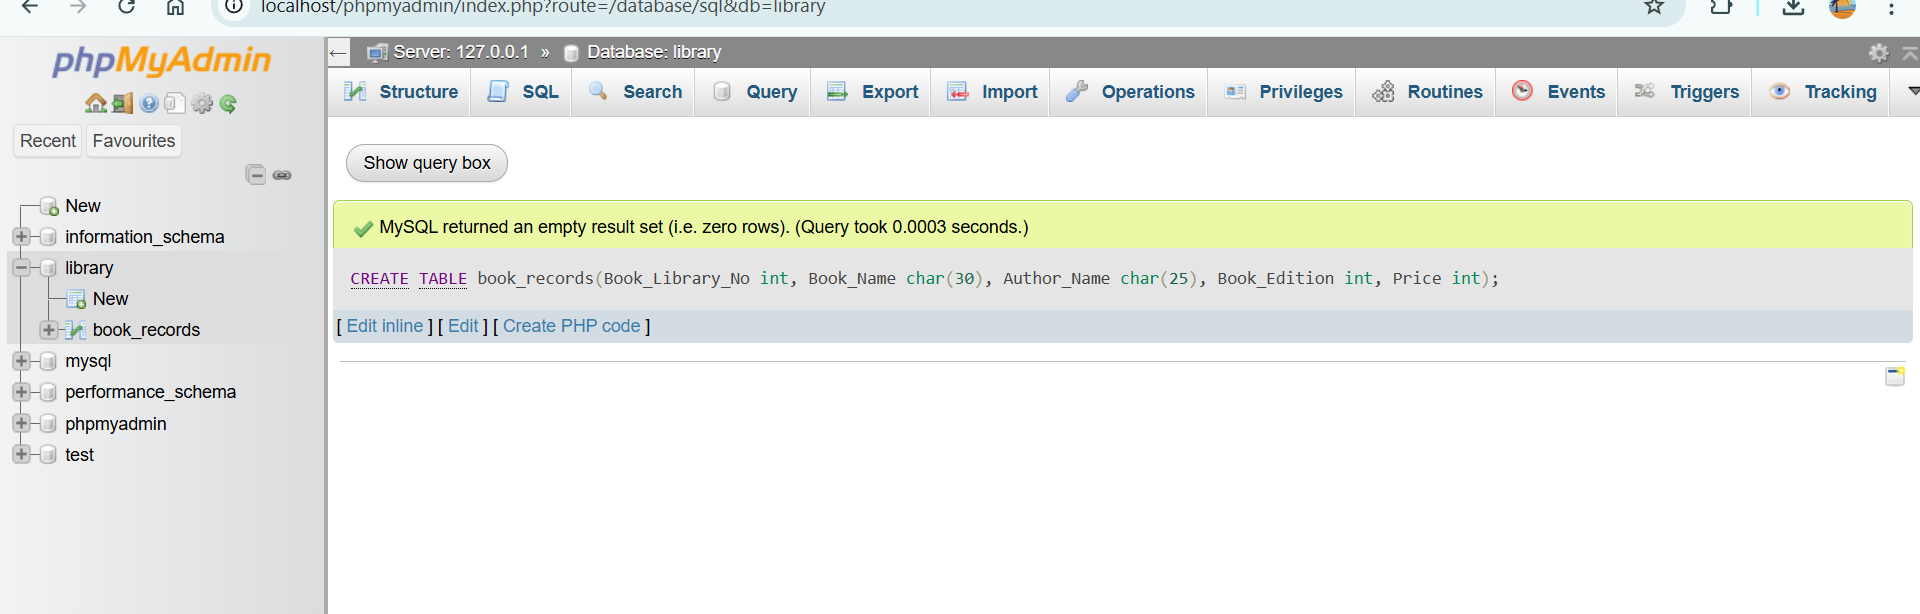 localhost/phpmyadmin/index.php?route=/database/sql&db=library
phpMyAdmin
Recent Favourites
New
information_schema
library
New
book_records
mysql
performance_schema
phpmyadmin
test
Server: 127.0.0.1 » Database: library
Structure SQL Search Query Export Import Operations Privileges Routines Events Triggers Tracking
Show query box
MySQL returned an empty result set (i.e. zero rows). (Query took 0.0003 seconds.)
CREATE TABLE book_records(Book_Library_No int, Book_Name char(30), Author_Name char(25), Book_Edition int, Price int);
[ Edit inline ] [ Edit ] [ Create PHP code ]